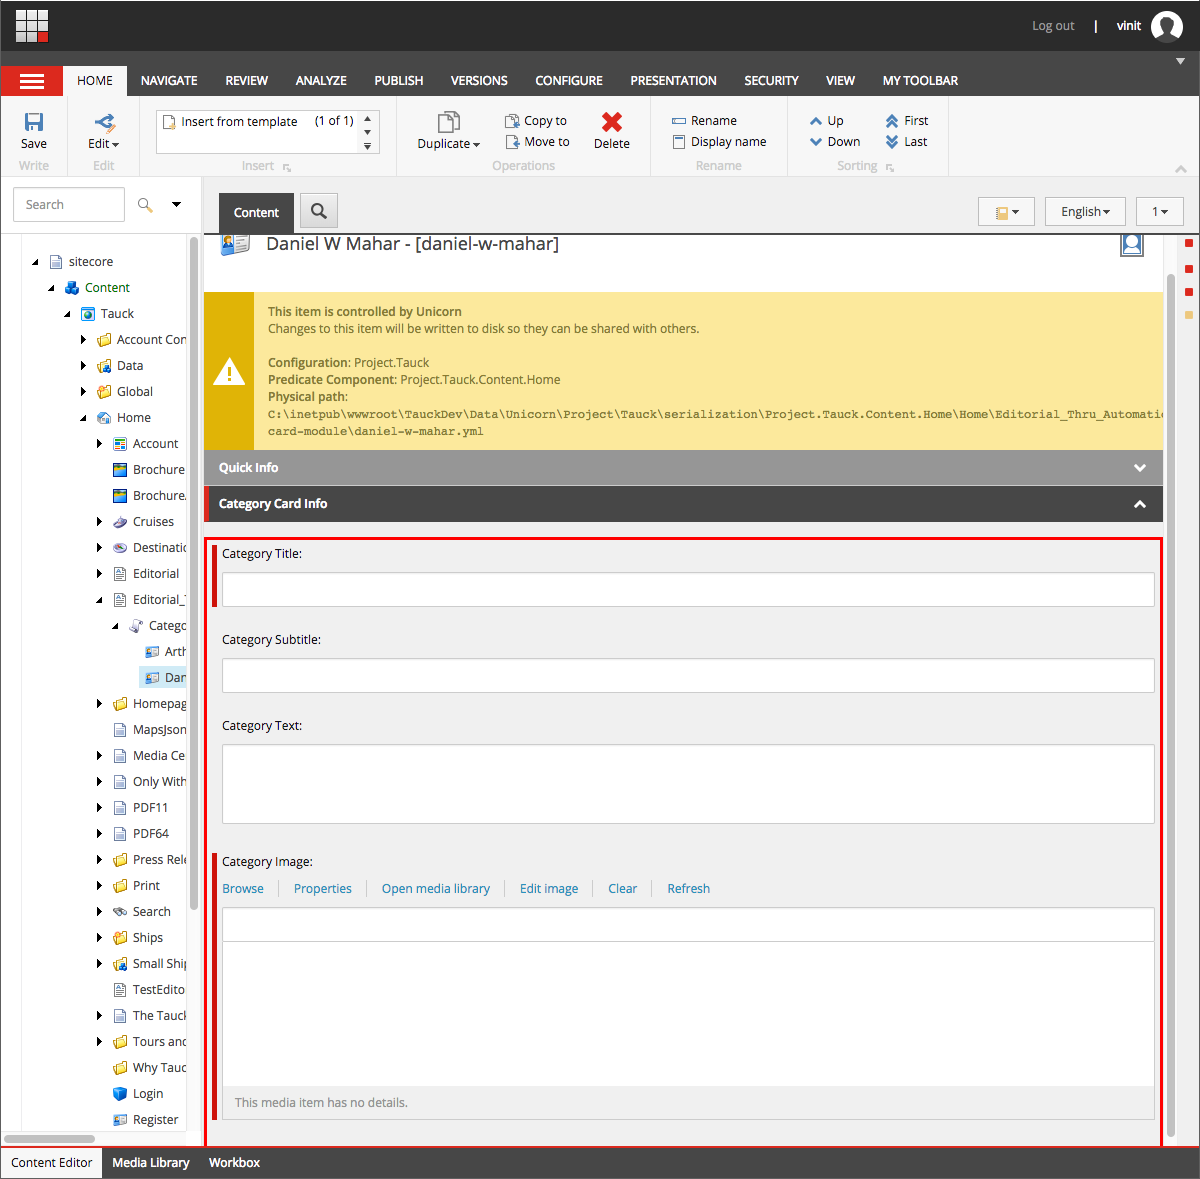 Log out | vinit
HOME NAVIGATE REVIEW ANALYZE PUBLISH VERSIONS CONFIGURE PRESENTATION SECURITY VIEW MY TOOLBAR
Insert from template (1 of 1) Copy to Rename Up First
Save Edit Duplicate Move to Delete Display name Down Last
Write Edit Insert Operations Rename Sorting
Search
Content English 1
Daniel W Mahar - [daniel-w-mahar]
sitecore
Content
Tauck
Account Con
Data
Global
Home
Account
Brochure
Brochure
Cruises
Destinatic
Editorial
Editorial_
Catego
Arth
Dan
Homepag
MapsJson
Media Ce
Only With
PDF11
PDF64
Press Rele
Print
Search
Ships
Small Ship
TestEdito
The Tauck
Tours and
Why Tauc
Login
Register
This item is controlled by Unicorn
Changes to this item will be written to disk so they can be shared with others.
Configuration: Project.Tauck
Predicate Component: Project.Tauck.Content.Home
Physical path:
C:\inetpub\wwwroot\TauckDev\Data\Unicorn\Project\Tauck\serialization\Project.Tauck.Content.Home\Home\Editorial_Thru_Automatic
card-module\daniel-w-mahar.yml
Quick Info
Category Card Info
Category Title:
Category Subtitle:
Category Text:
Category Image:
Browse Properties Open media library Edit image Clear Refresh
This media item has no details.
Content Editor Media Library Workbox